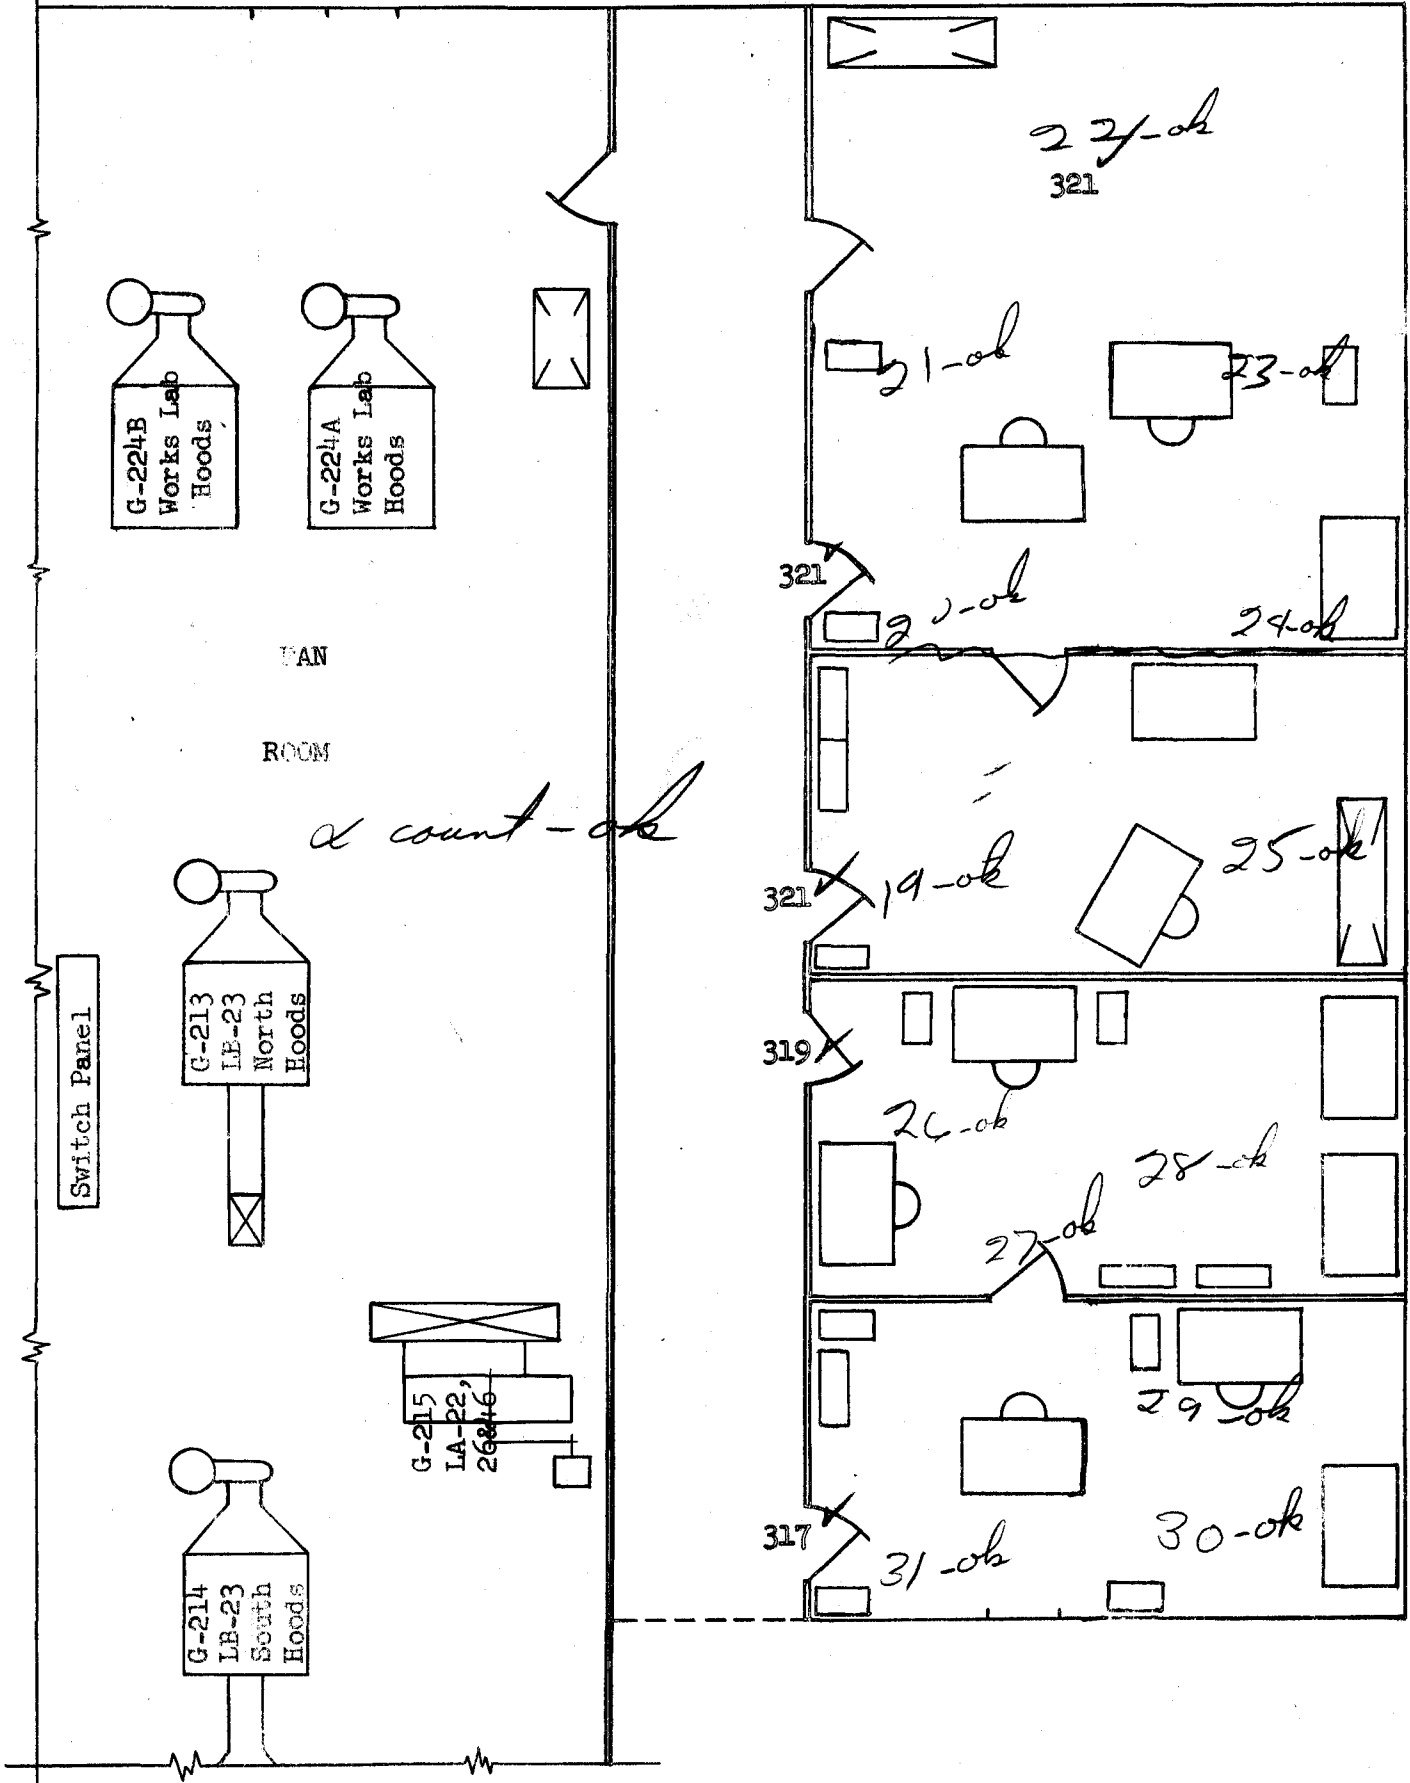 22-ok
321
G-224B
Works Lab
Hoods
G-224A
Works Lab
Hoods
21-ok
23-ok
321
20-ok
24-ok
FAN
ROOM
α count-ok
321
19-ok
25-ok
G-213
LB-23
North
Hoods
Switch Panel
319
26-ok
28-ok
27-ok
G-215
LA-22,
26&46
29-ok
317
31-ok
30-ok
G-214
LB-23
South
Hoods